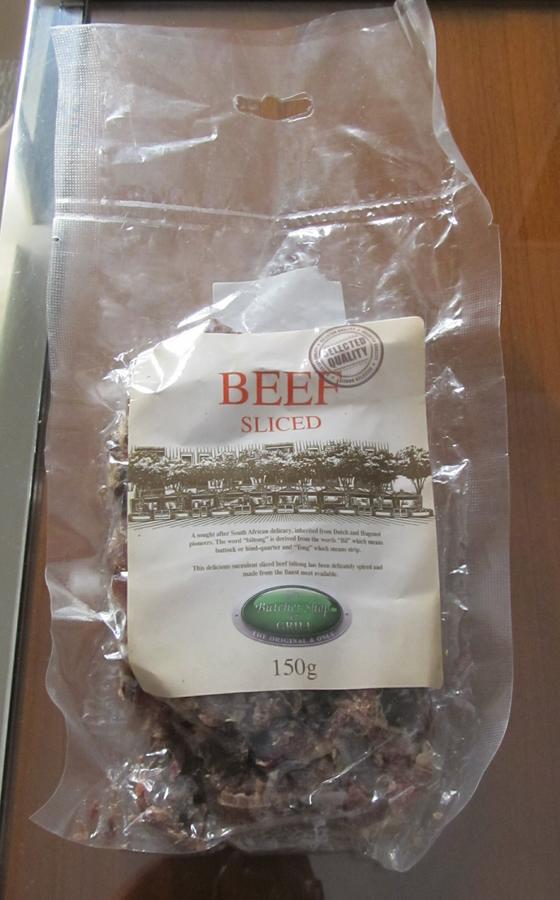 SELECTED
QUALITY
BEEF
SLICED
A sought after South African delicacy, inherited from Dutch and Hugenot
pioneers. The word "biltong" is derived from the words "Bil" which means
buttock or hind-quarter and "Tong" which means strip.
This delicious succulent sliced beef biltong has been delicately spiced and
made from the finest meat available.
Butcher Shop
GRILL
THE ORIGINAL & ONLY
150g